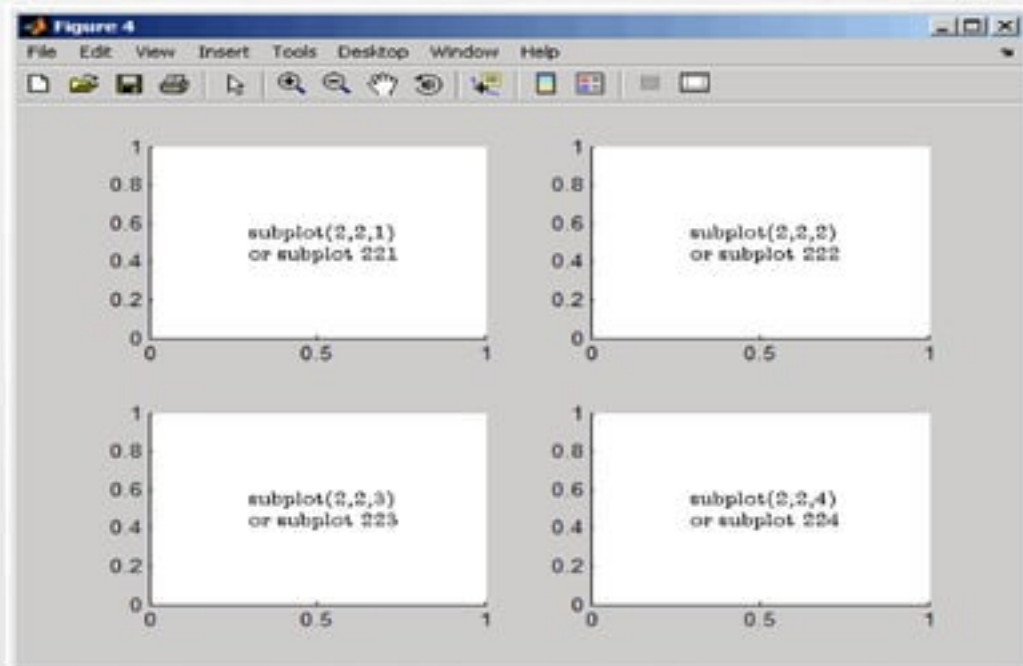 Figure 4
File Edit View Insert Tools Desktop Window Help
1
0.8
0.6
0.4
0.2
0
0 0.5 1
subplot(2,2,1)
or subplot 221
1
0.8
0.6
0.4
0.2
0
0 0.5 1
subplot(2,2,2)
or subplot 222
1
0.8
0.6
0.4
0.2
0
0 0.5 1
subplot(2,2,3)
or subplot 223
1
0.8
0.6
0.4
0.2
0
0 0.5 1
subplot(2,2,4)
or subplot 224